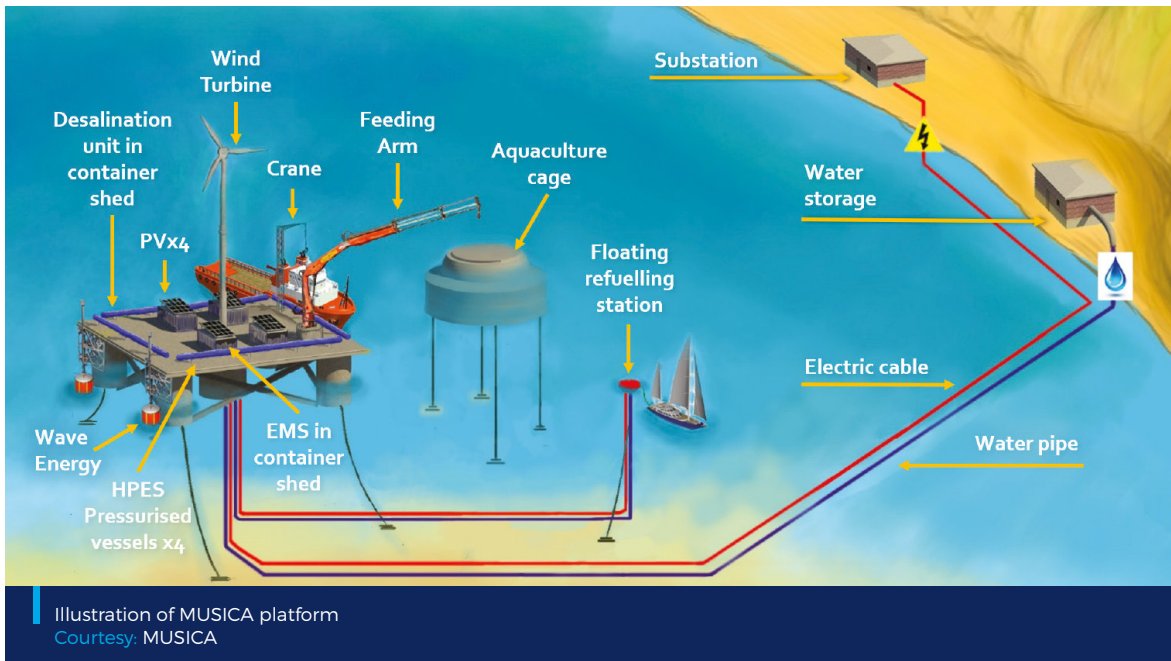 Wind
Turbine
Desalination
unit in
container
shed
PVx4
Crane
Feeding
Arm
Aquaculture
cage
Floating
refuelling
station
Substation
Water
storage
Electric cable
Water pipe
Wave
Energy
HPES
Pressurised
vessels x4
EMS in
container
shed
Illustration of MUSICA platform
Courtesy: MUSICA